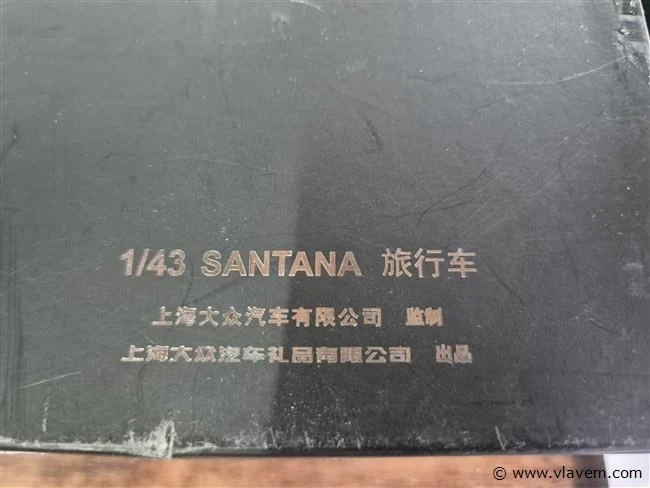 1/43 SANTANA 旅行车
上海大众汽车有限公司 监制
上海大众汽车礼品有限公司 出品
© www.vlavem.com